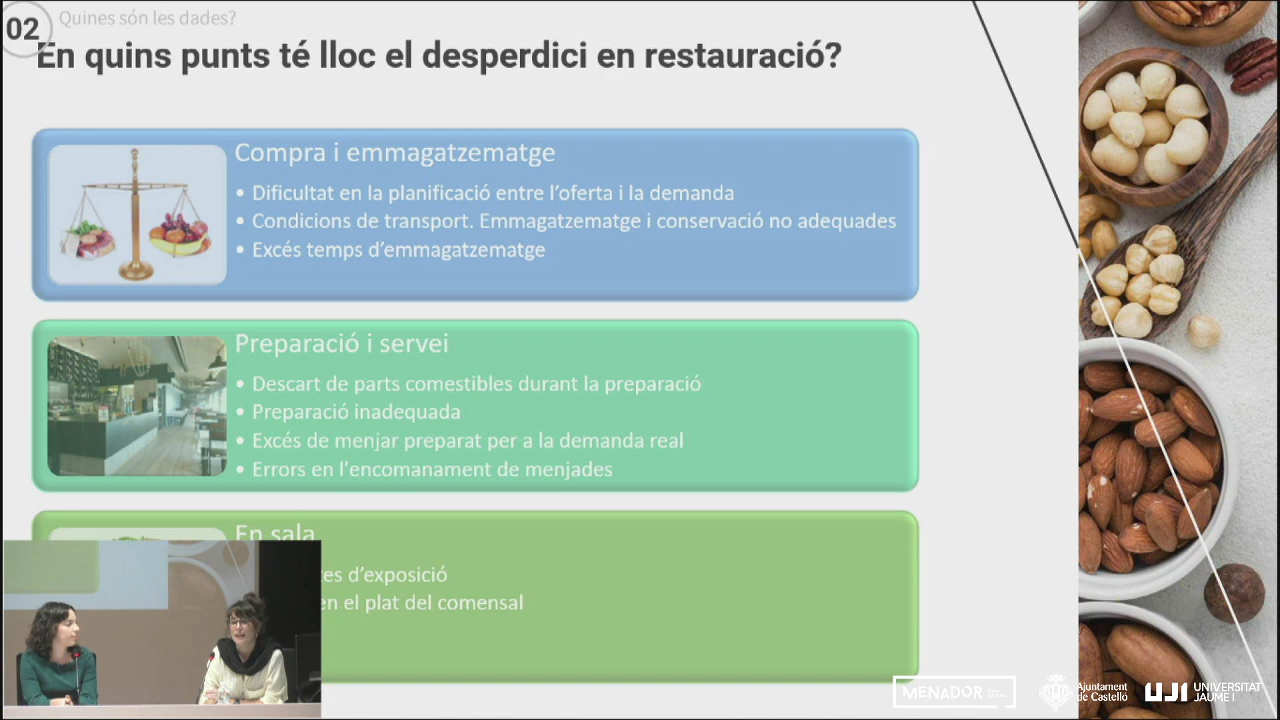 02
Quines són les dades?
En quins punts té lloc el desperdici en restauració?
Compra i emmagatzematge
• Dificultat en la planificació entre l'oferta i la demanda
• Condicions de transport. Emmagatzematge i conservació no adequades
• Excés temps d'emmagatzematge
Preparació i servei
• Descart de parts comestibles durant la preparació
• Preparació inadequada
• Excés de menjar preparat per a la demanda real
• Errors en l'encomanament de menjades
En sala
d'exposició
en el plat del comensal
MENADOR
Ajuntament
de Castelló
UJI UNIVERSITAT
JAUME I